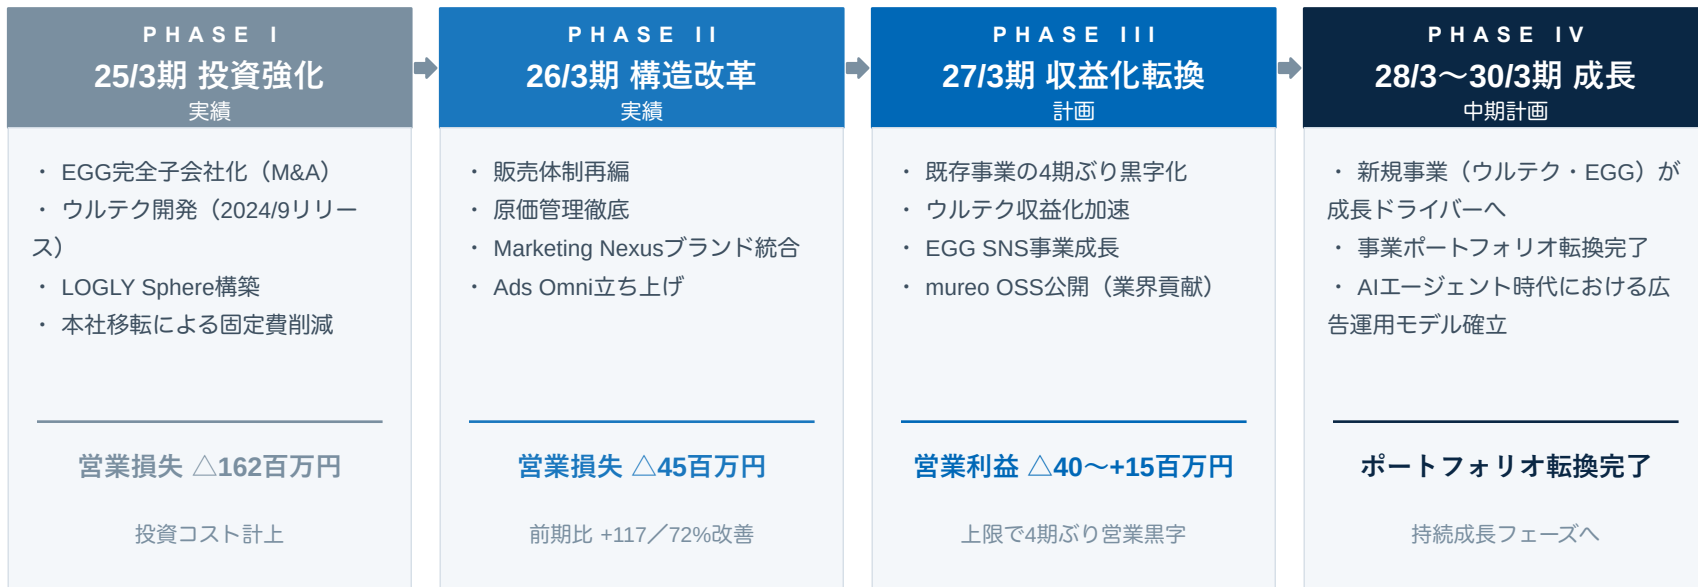 PHASE I
25/3期 投資強化
実績
・ EGG完全子会社化（M&A）
・ ウルテク開発（2024/9リリー
ス）
・ LOGLY Sphere構築
・ 本社移転による固定費削減
営業損失 △162百万円
投資コスト計上
PHASE II
26/3期 構造改革
実績
・ 販売体制再編
・ 原価管理徹底
・ Marketing Nexusブランド統合
・ Ads Omni立ち上げ
営業損失 △45百万円
前期比 +117／72%改善
PHASE III
27/3期 収益化転換
計画
・ 既存事業の4期ぶり黒字化
・ ウルテク収益化加速
・ EGG SNS事業成長
・ mureo OSS公開（業界貢献）
営業利益 △40〜+15百万円
上限で4期ぶり営業黒字
PHASE IV
28/3〜30/3期 成長
中期計画
・ 新規事業（ウルテク・EGG）が
成長ドライバーへ
・ 事業ポートフォリオ転換完了
・ AIエージェント時代における広
告運用モデル確立
ポートフォリオ転換完了
持続成長フェーズへ